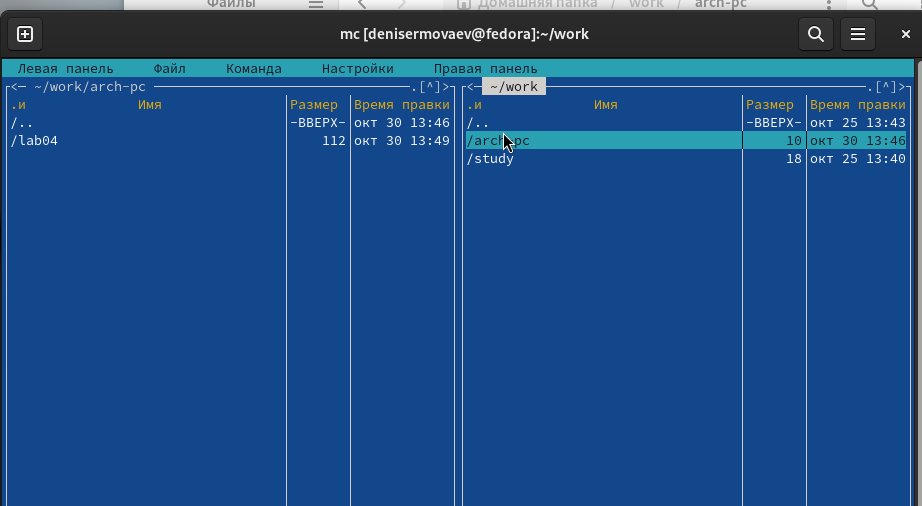 Файлы Домашняя папка / work / arch-pc
mc [denisermovaev@fedora]:~/work
Левая панель Файл Команда Настройки Правая панель
<— ~/work/arch-pc .[^]>
.и Имя Размер Время правки
/.. -ВВЕРХ- окт 30 13:46
/lab04 112 окт 30 13:49
<— ~/work .[^]>
.и Имя Размер Время правки
/.. -ВВЕРХ- окт 25 13:43
/arch-pc 10 окт 30 13:46
/study 18 окт 25 13:40